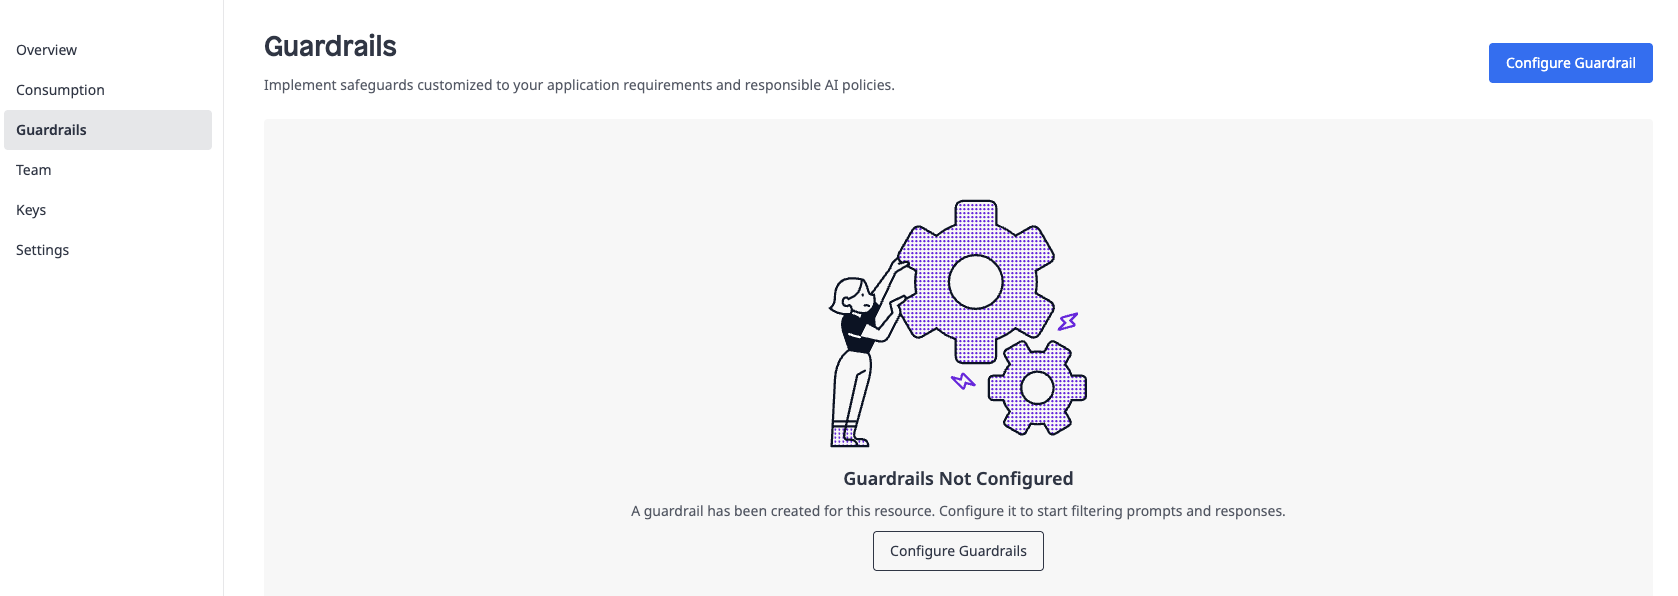 Overview
Consumption
Guardrails
Team
Keys
Settings
Guardrails
Implement safeguards customized to your application requirements and responsible AI policies.
Configure Guardrail
Guardrails Not Configured
A guardrail has been created for this resource. Configure it to start filtering prompts and responses.
Configure Guardrails